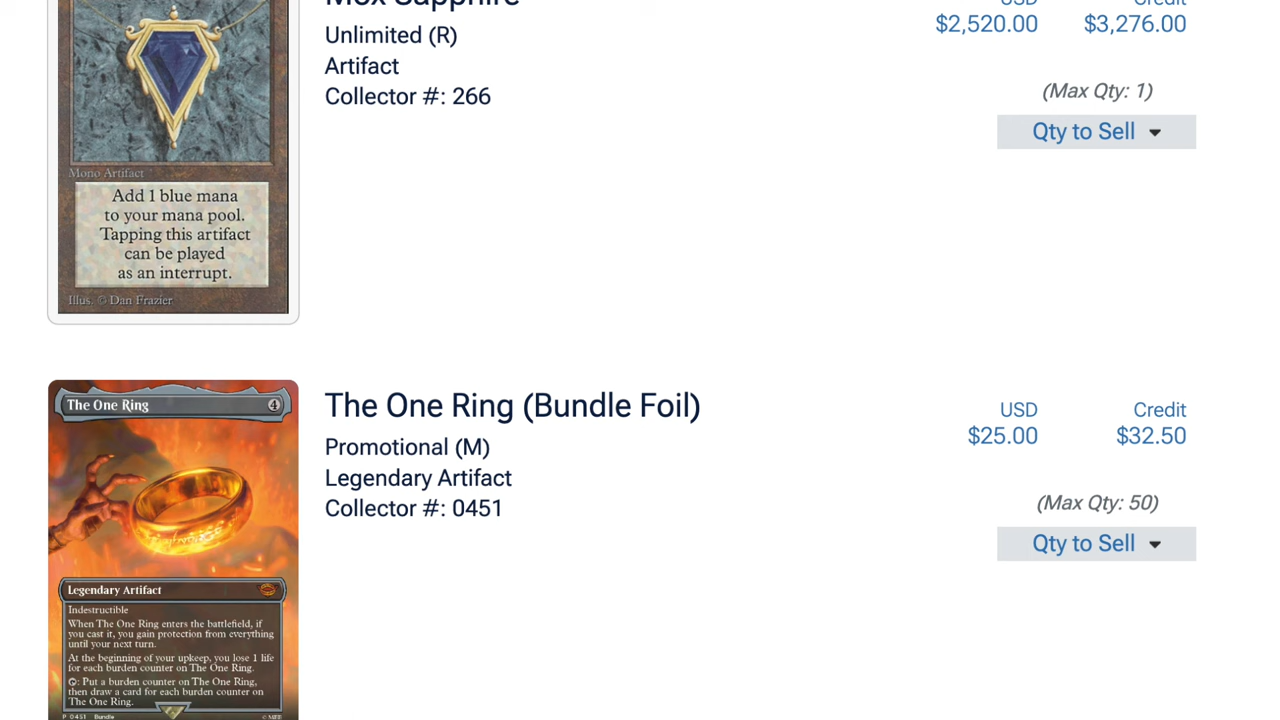 Mox Sapphire
USD Credit
Unlimited (R)
$2,520.00 $3,276.00
Artifact
Collector #: 266
(Max Qty: 1)
Qty to Sell
Mono Artifact
Add 1 blue mana
to your mana pool.
Tapping this artifact
can be played
as an interrupt.
Illus. © Dan Frazier
The One Ring 4
The One Ring (Bundle Foil)
USD Credit
$25.00 $32.50
Promotional (M)
Legendary Artifact
Collector #: 0451
(Max Qty: 50)
Qty to Sell
Legendary Artifact
Indestructible
When The One Ring enters the battlefield, if
you cast it, you gain protection from everything
until your next turn.
At the beginning of your upkeep, you lose 1 life
for each burden counter on The One Ring.
: Put a burden counter on The One Ring,
then draw a card for each burden counter on
The One Ring.
P 0451 Bundle